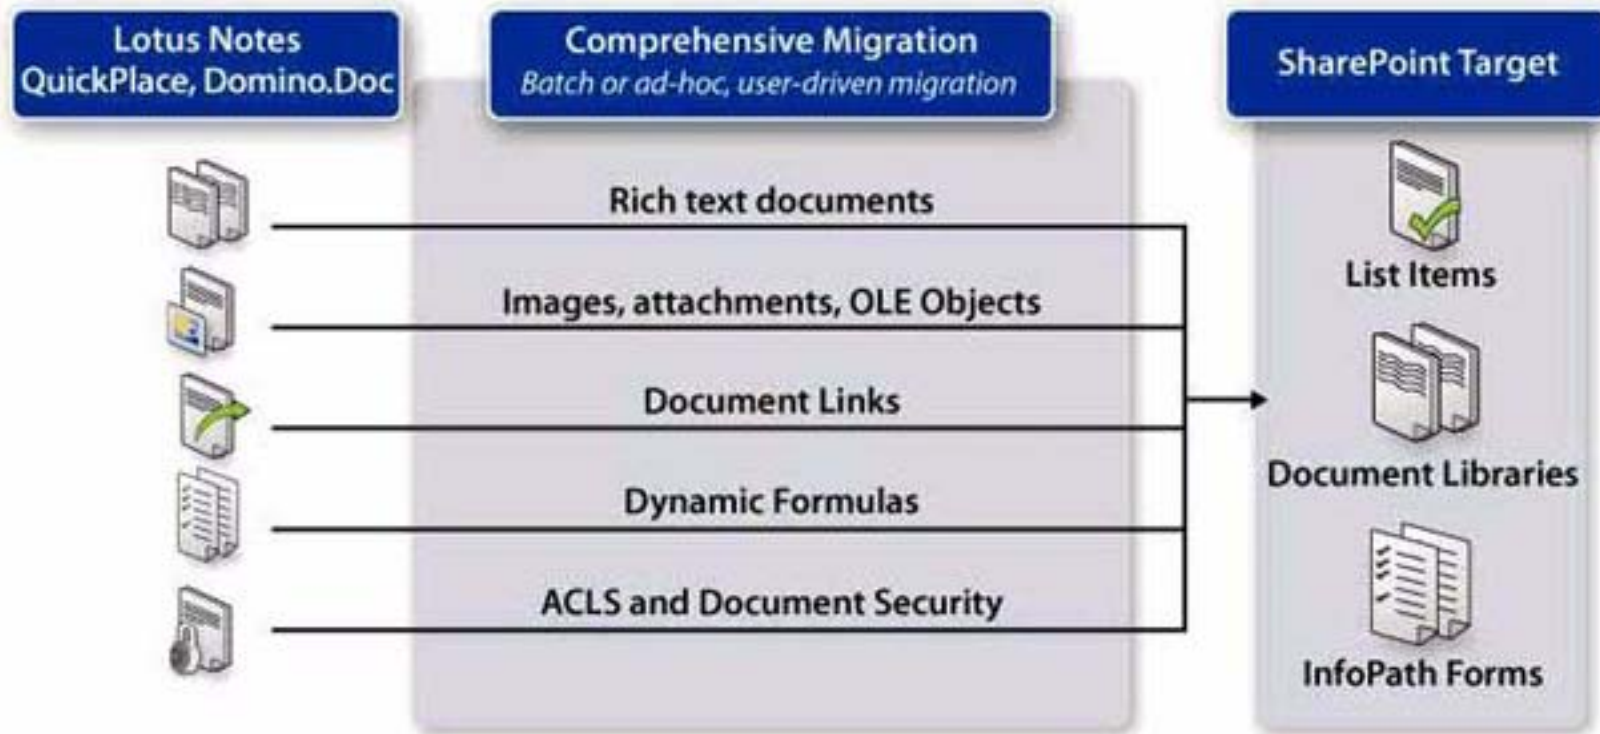 Lotus Notes
QuickPlace, Domino.Doc
Comprehensive Migration
Batch or ad-hoc, user-driven migration
SharePoint Target
Rich text documents
Images, attachments, OLE Objects
Document Links
Dynamic Formulas
ACLS and Document Security
List Items
Document Libraries
InfoPath Forms